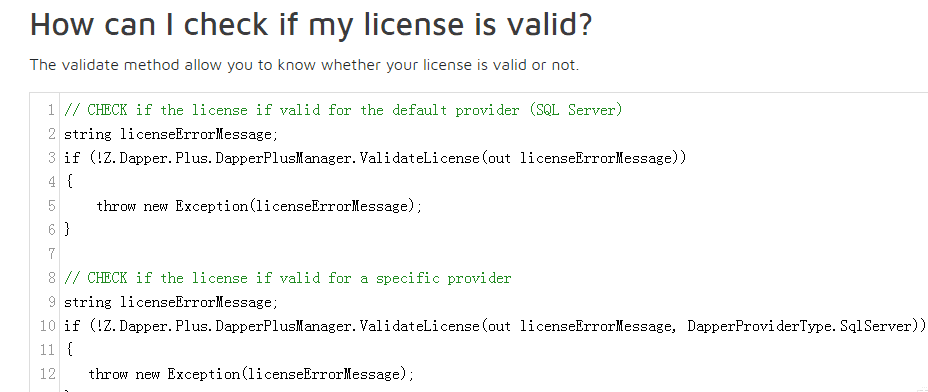 How can I check if my license is valid?
The validate method allow you to know whether your license is valid or not.
1 // CHECK if the license if valid for the default provider (SQL Server)
2 string licenseErrorMessage;
3 if (!Z.Dapper.Plus.DapperPlusManager.ValidateLicense(out licenseErrorMessage))
4 {
5     throw new Exception(licenseErrorMessage);
6 }
7
8 // CHECK if the license if valid for a specific provider
9 string licenseErrorMessage;
10 if (!Z.Dapper.Plus.DapperPlusManager.ValidateLicense(out licenseErrorMessage, DapperProviderType.SqlServer))
11 {
12    throw new Exception(licenseErrorMessage);